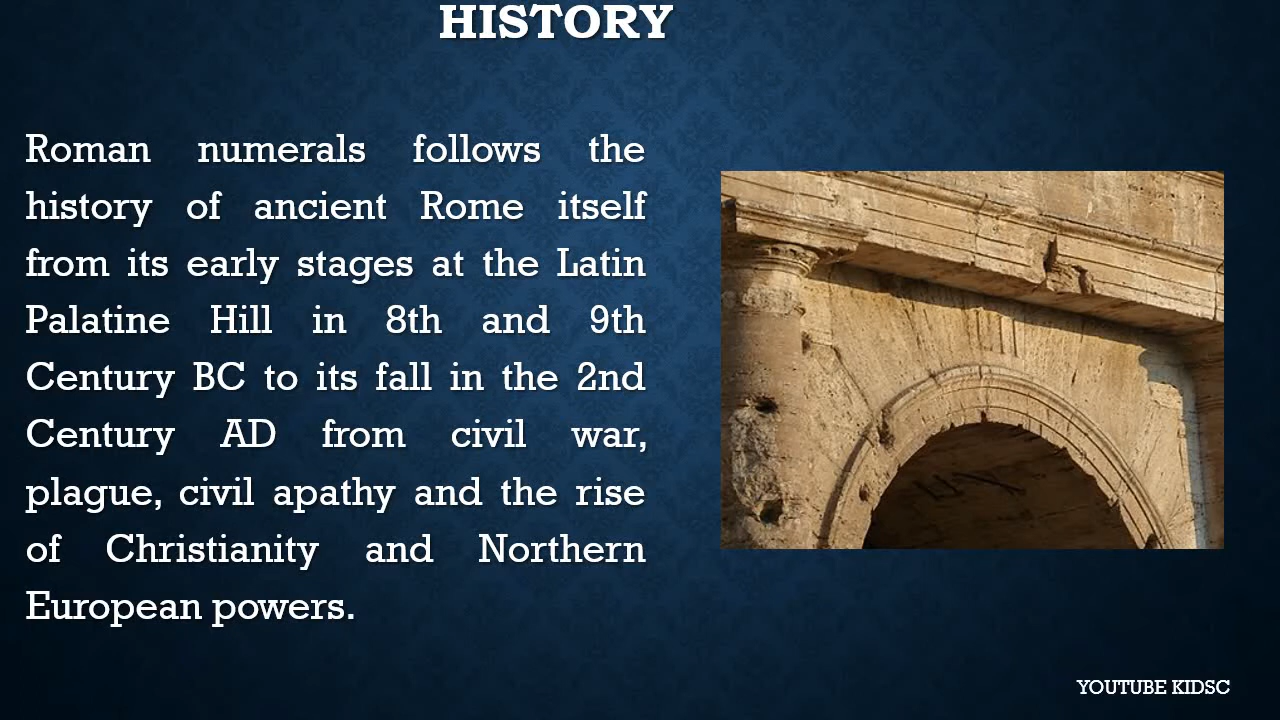 HISTORY
Roman numerals follows the
history of ancient Rome itself
from its early stages at the Latin
Palatine Hill in 8th and 9th
Century BC to its fall in the 2nd
Century AD from civil war,
plague, civil apathy and the rise
of Christianity and Northern
European powers.
YOUTUBE KIDSC